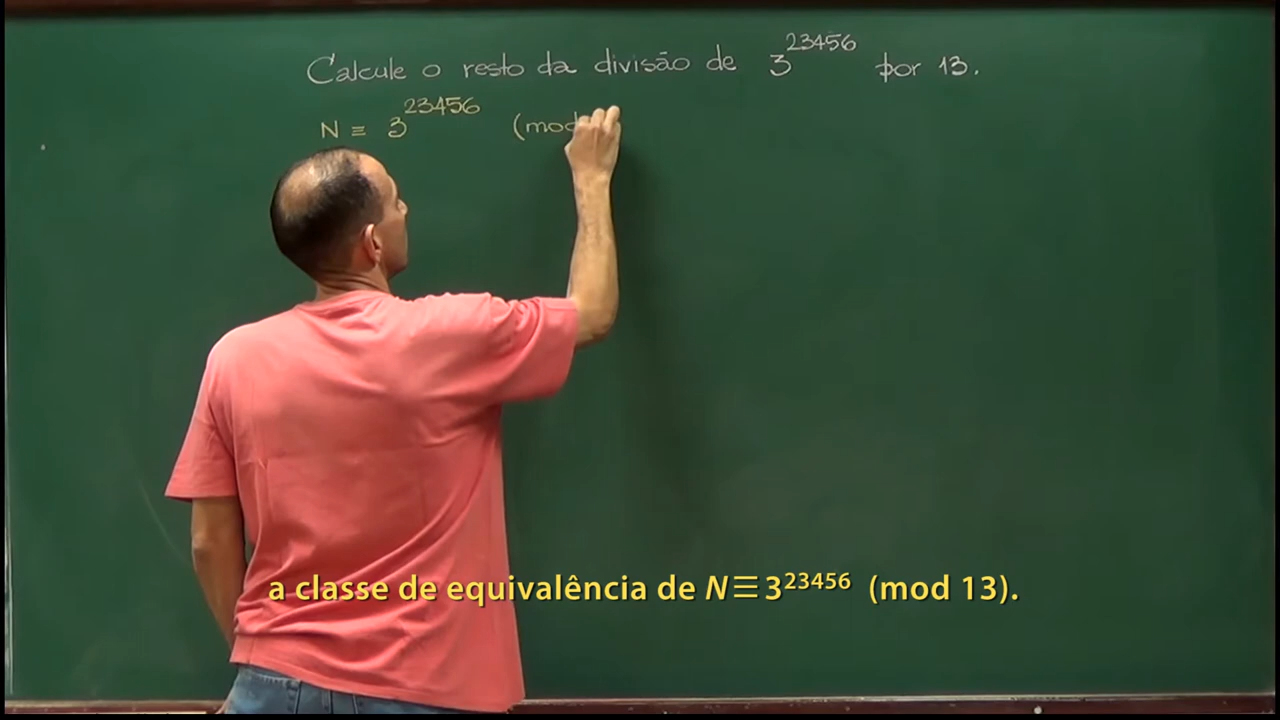 Calcule o resto da divisão de 3^23456 por 13.
N ≡ 3^23456 (mod
a classe de equivalência de N≡3^23456 (mod 13).